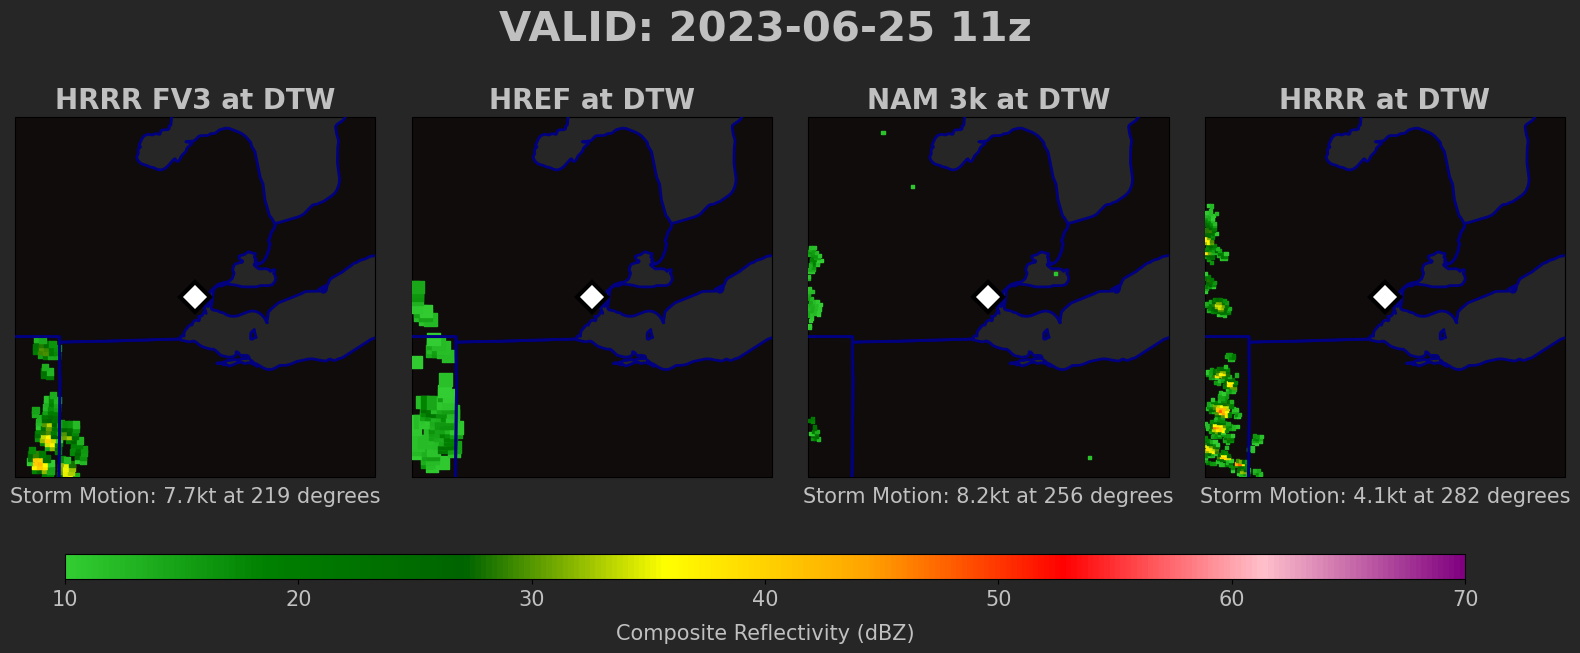 VALID: 2023-06-25 11z
HRRR FV3 at DTW
HREF at DTW
NAM 3k at DTW
HRRR at DTW
Storm Motion: 7.7kt at 219 degrees
Storm Motion: 8.2kt at 256 degrees
Storm Motion: 4.1kt at 282 degrees
10 20 30 40 50 60 70
Composite Reflectivity (dBZ)